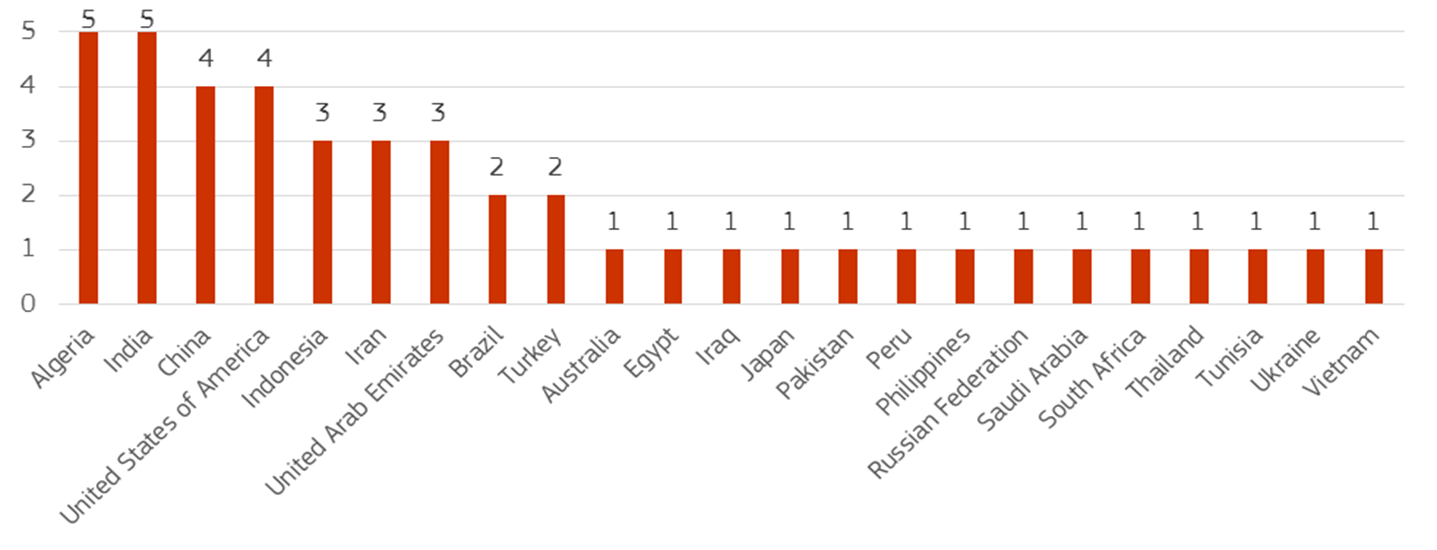 5
4
3
2
1
0
5
5
4
4
3
3
3
2
2
1
1
1
1
1
1
1
1
1
1
1
1
1
1
Algeria
India
China
United States of America
Indonesia
Iran
United Arab Emirates
Brazil
Turkey
Australia
Egypt
Iraq
Japan
Pakistan
Peru
Philippines
Russian Federation
Saudi Arabia
South Africa
Thailand
Tunisia
Ukraine
Vietnam